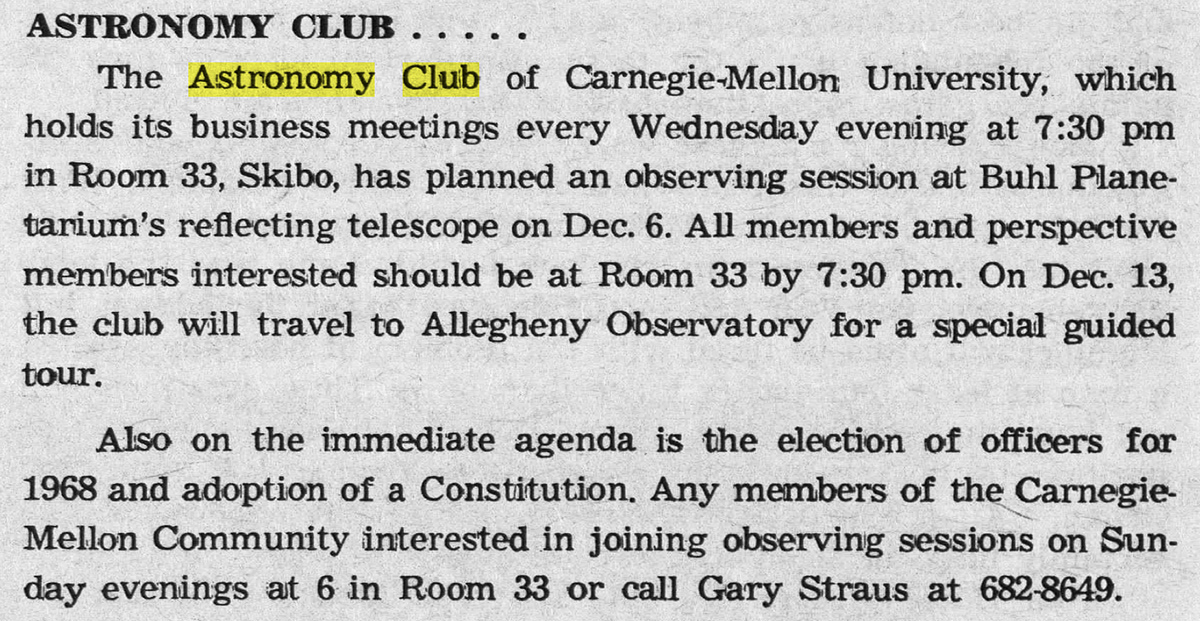 ASTRONOMY CLUB . . . . .
The Astronomy Club of Carnegie-Mellon University, which
holds its business meetings every Wednesday evening at 7:30 pm
in Room 33, Skibo, has planned an observing session at Buhl Plane-
tarium's reflecting telescope on Dec. 6. All members and perspective
members interested should be at Room 33 by 7:30 pm. On Dec. 13,
the club will travel to Allegheny Observatory for a special guided
tour.
Also on the immediate agenda is the election of officers for
1968 and adoption of a Constitution. Any members of the Carnegie-
Mellon Community interested in joining observing sessions on Sun-
day evenings at 6 in Room 33 or call Gary Straus at 682-8649.